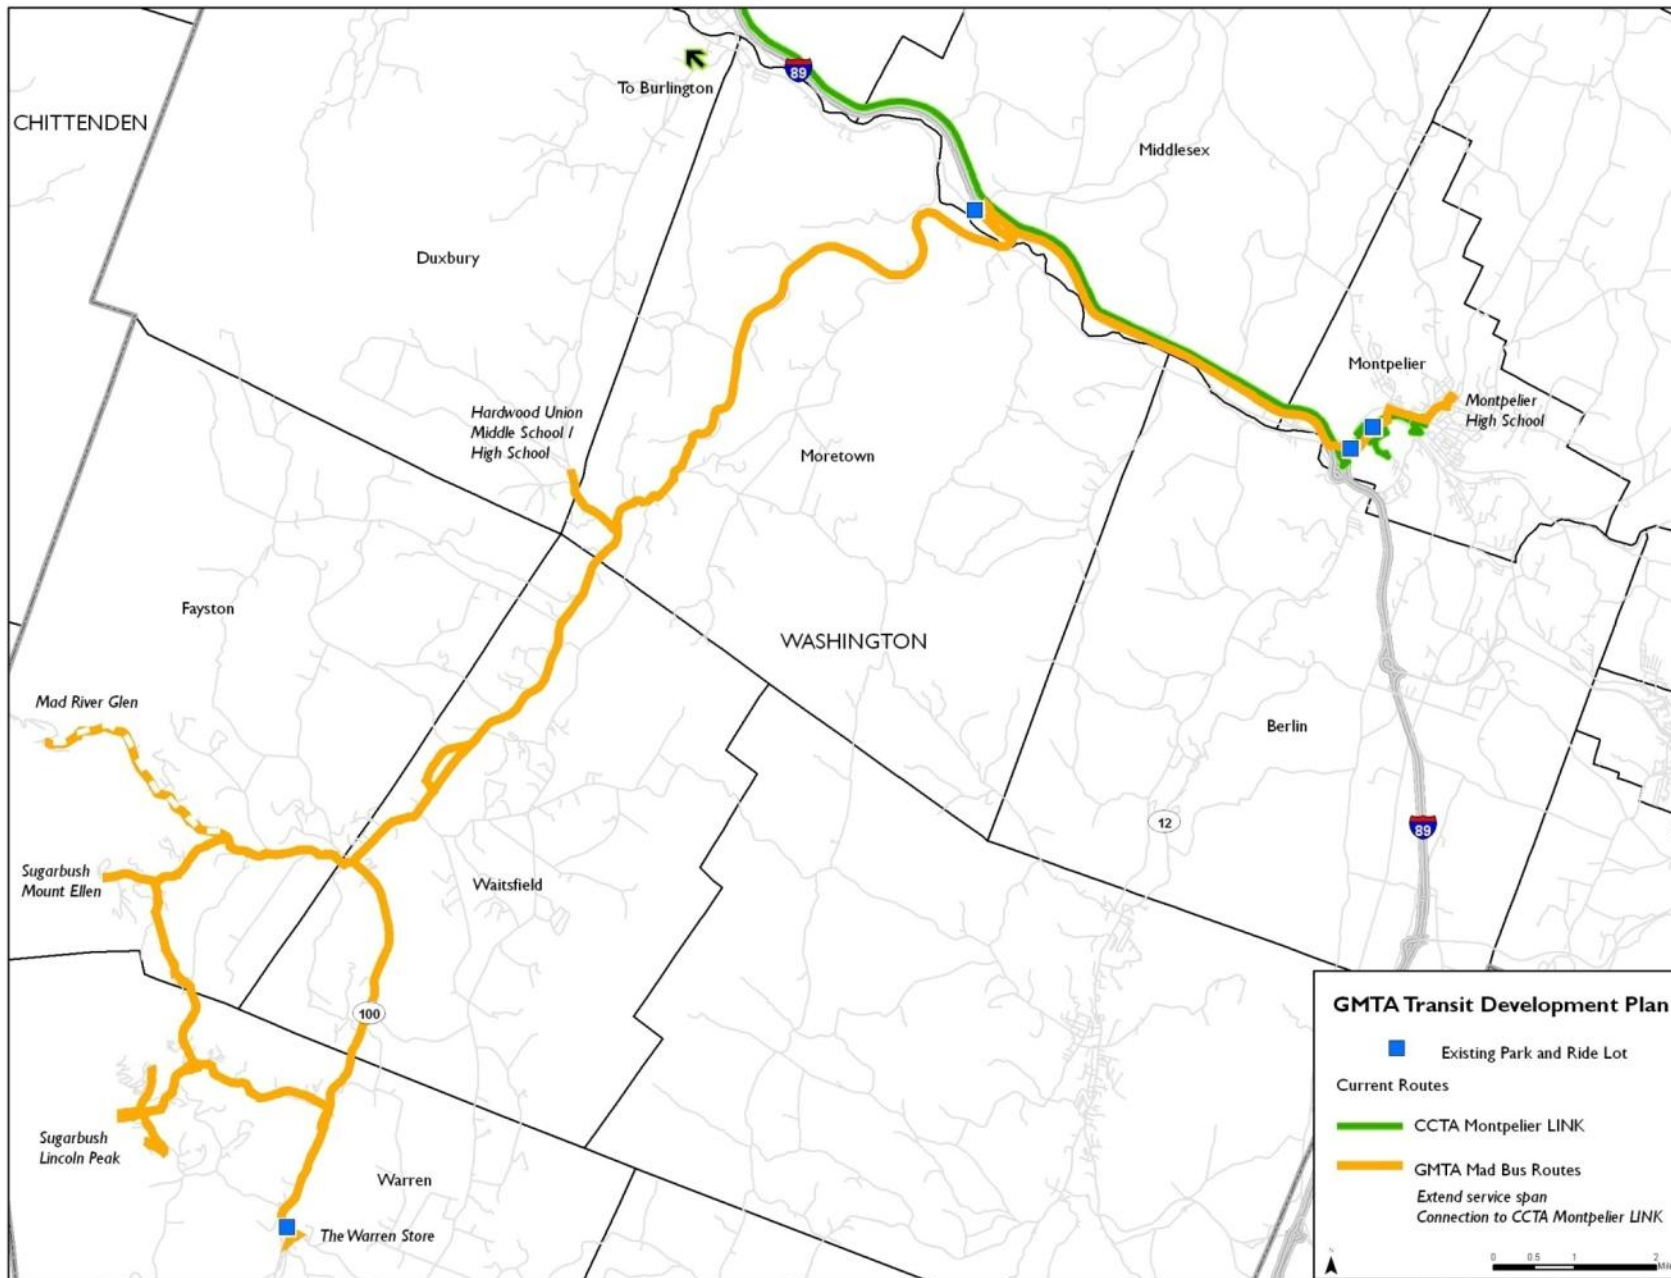 To Burlington
89
CHITTENDEN
Middlesex
Duxbury
Montpelier
Montpelier
High School
Hardwood Union
Middle School /
High School
Moretown
Fayston
WASHINGTON
Mad River Glen
Berlin
12
89
Sugarbush
Mount Ellen
Waitsfield
100
Sugarbush
Lincoln Peak
Warren
The Warren Store
GMTA Transit Development Plan
Existing Park and Ride Lot
Current Routes
CCTA Montpelier LINK
GMTA Mad Bus Routes
Extend service span
Connection to CCTA Montpelier LINK
0 0.5 1 2